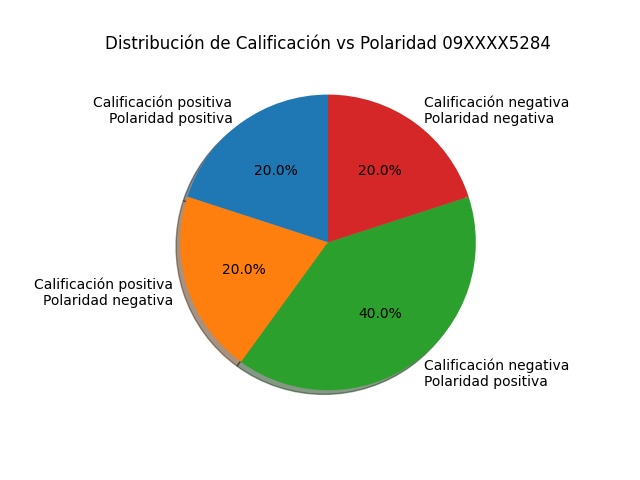 Distribución de Calificación vs Polaridad 09XXXX5284
Calificación positiva
Polaridad positiva
Calificación negativa
Polaridad negativa
20.0%
20.0%
20.0%
Calificación positiva
Polaridad negativa
40.0%
Calificación negativa
Polaridad positiva